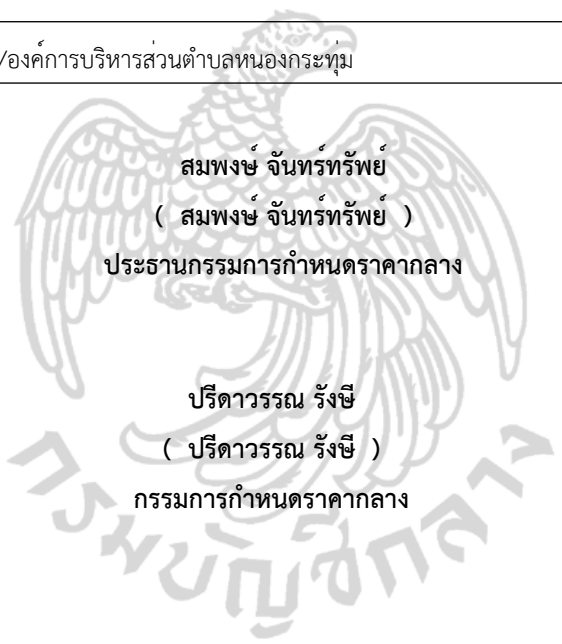 /องค์การบริหารส่วนตำบลหนองกระทุ่ม
สมพงษ์ จันทร์ทรัพย์
( สมพงษ์ จันทร์ทรัพย์ )
ประธานกรรมการกำหนดราคากลาง
ปรีดาวรรณ รังษี
( ปรีดาวรรณ รังษี )
กรรมการกำหนดราคากลาง
กรมบัญชีกลาง